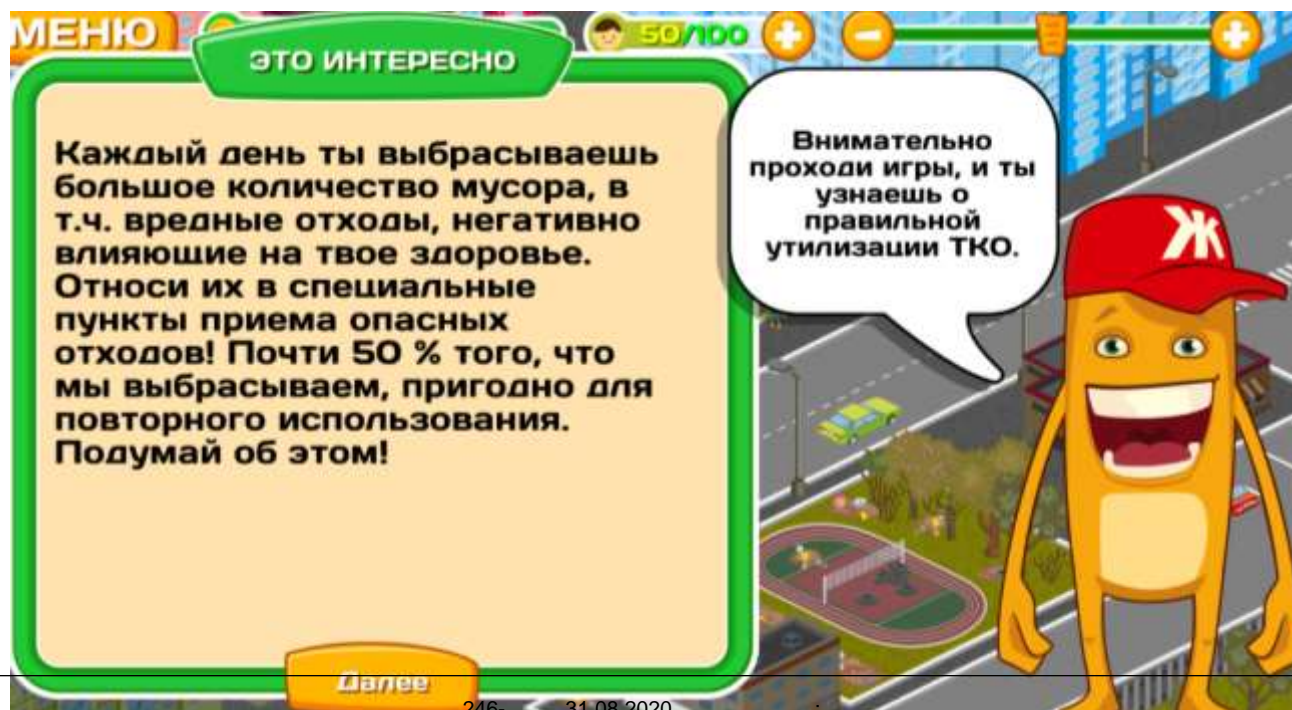 МЕНЮ
50/100
ЭТО ИНТЕРЕСНО
Каждый день ты выбрасываешь
большое количество мусора, в
т.ч. вредные отходы, негативно
влияющие на твое здоровье.
Относи их в специальные
пункты приема опасных
отходов! Почти 50 % того, что
мы выбрасываем, пригодно для
повторного использования.
Подумай об этом!
Далее
Внимательно
проходи игры, и ты
узнаешь о
правильной
утилизации ТКО.
Ж
246- 31.08.2020 :